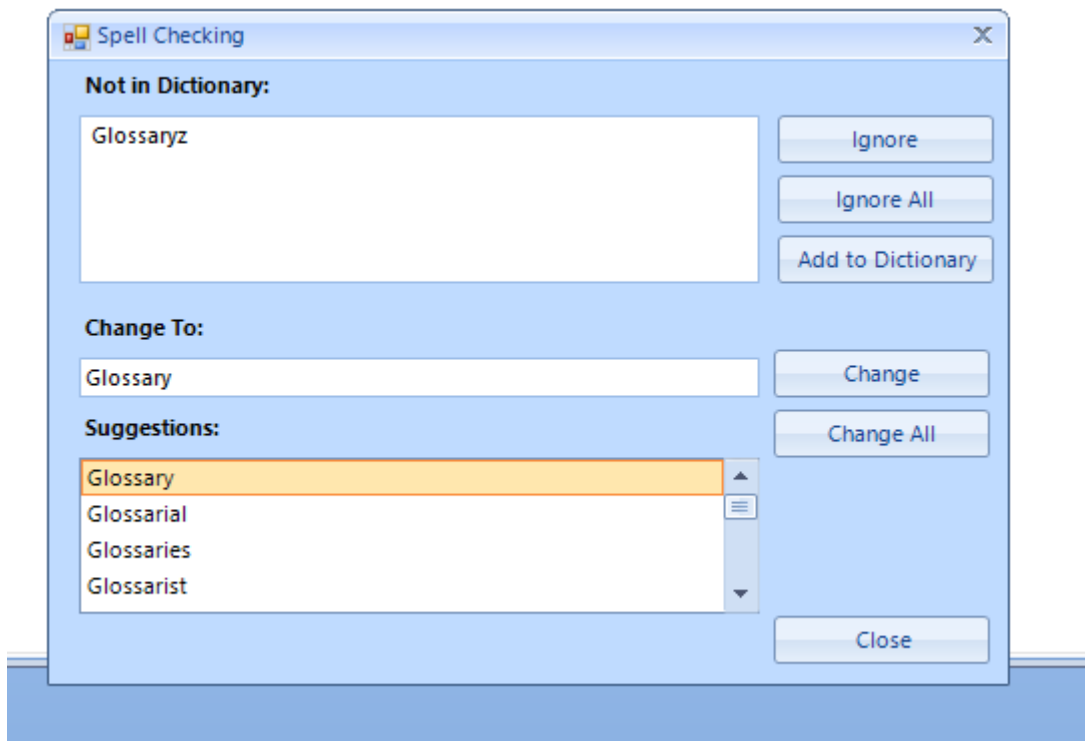 Spell Checking
Not in Dictionary:
Glossaryz
Ignore
Ignore All
Add to Dictionary
Change To:
Glossary
Change
Suggestions:
Change All
Glossary
Glossarial
Glossaries
Glossarist
Close